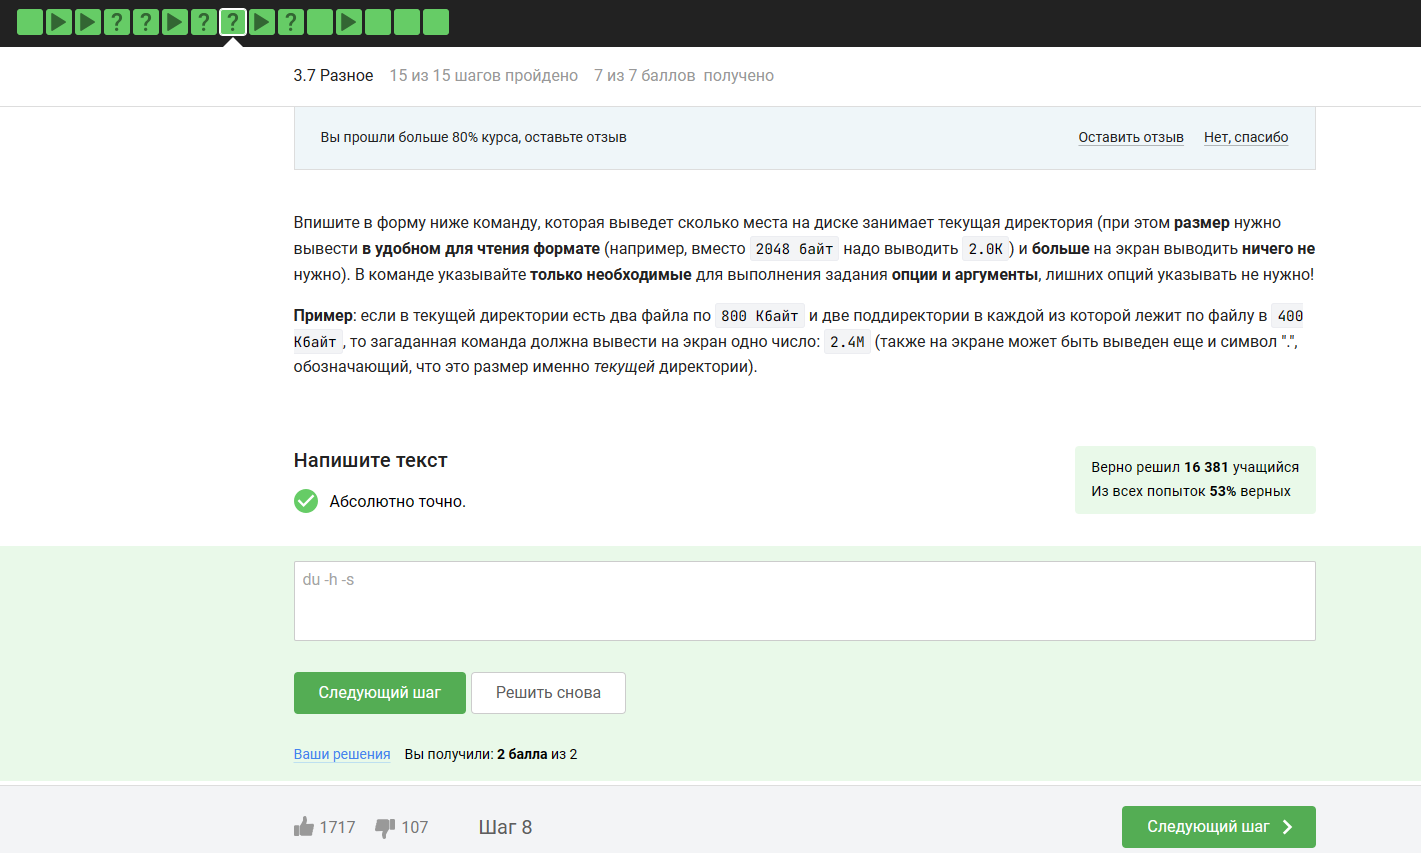 ? ? ? ? ?
3.7 Разное 15 из 15 шагов пройдено 7 из 7 баллов получено
Вы прошли больше 80% курса, оставьте отзыв Оставить отзыв Нет, спасибо
Впишите в форму ниже команду, которая выведет сколько места на диске занимает текущая директория (при этом размер нужно
вывести в удобном для чтения формате (например, вместо 2048 байт надо выводить 2.0K ) и больше на экран выводить ничего не
нужно). В команде указывайте только необходимые для выполнения задания опции и аргументы, лишних опций указывать не нужно!
Пример: если в текущей директории есть два файла по 800 Кбайт и две поддиректории в каждой из которой лежит по файлу в 400
Кбайт, то загаданная команда должна вывести на экран одно число: 2.4M (также на экране может быть выведен еще и символ ".",
обозначающий, что это размер именно текущей директории).
Напишите текст
Абсолютно точно.
Верно решил 16 381 учащийся
Из всех попыток 53% верных
du -h -s
Следующий шаг Решить снова
Ваши решения Вы получили: 2 балла из 2
1717 107 Шаг 8 Следующий шаг